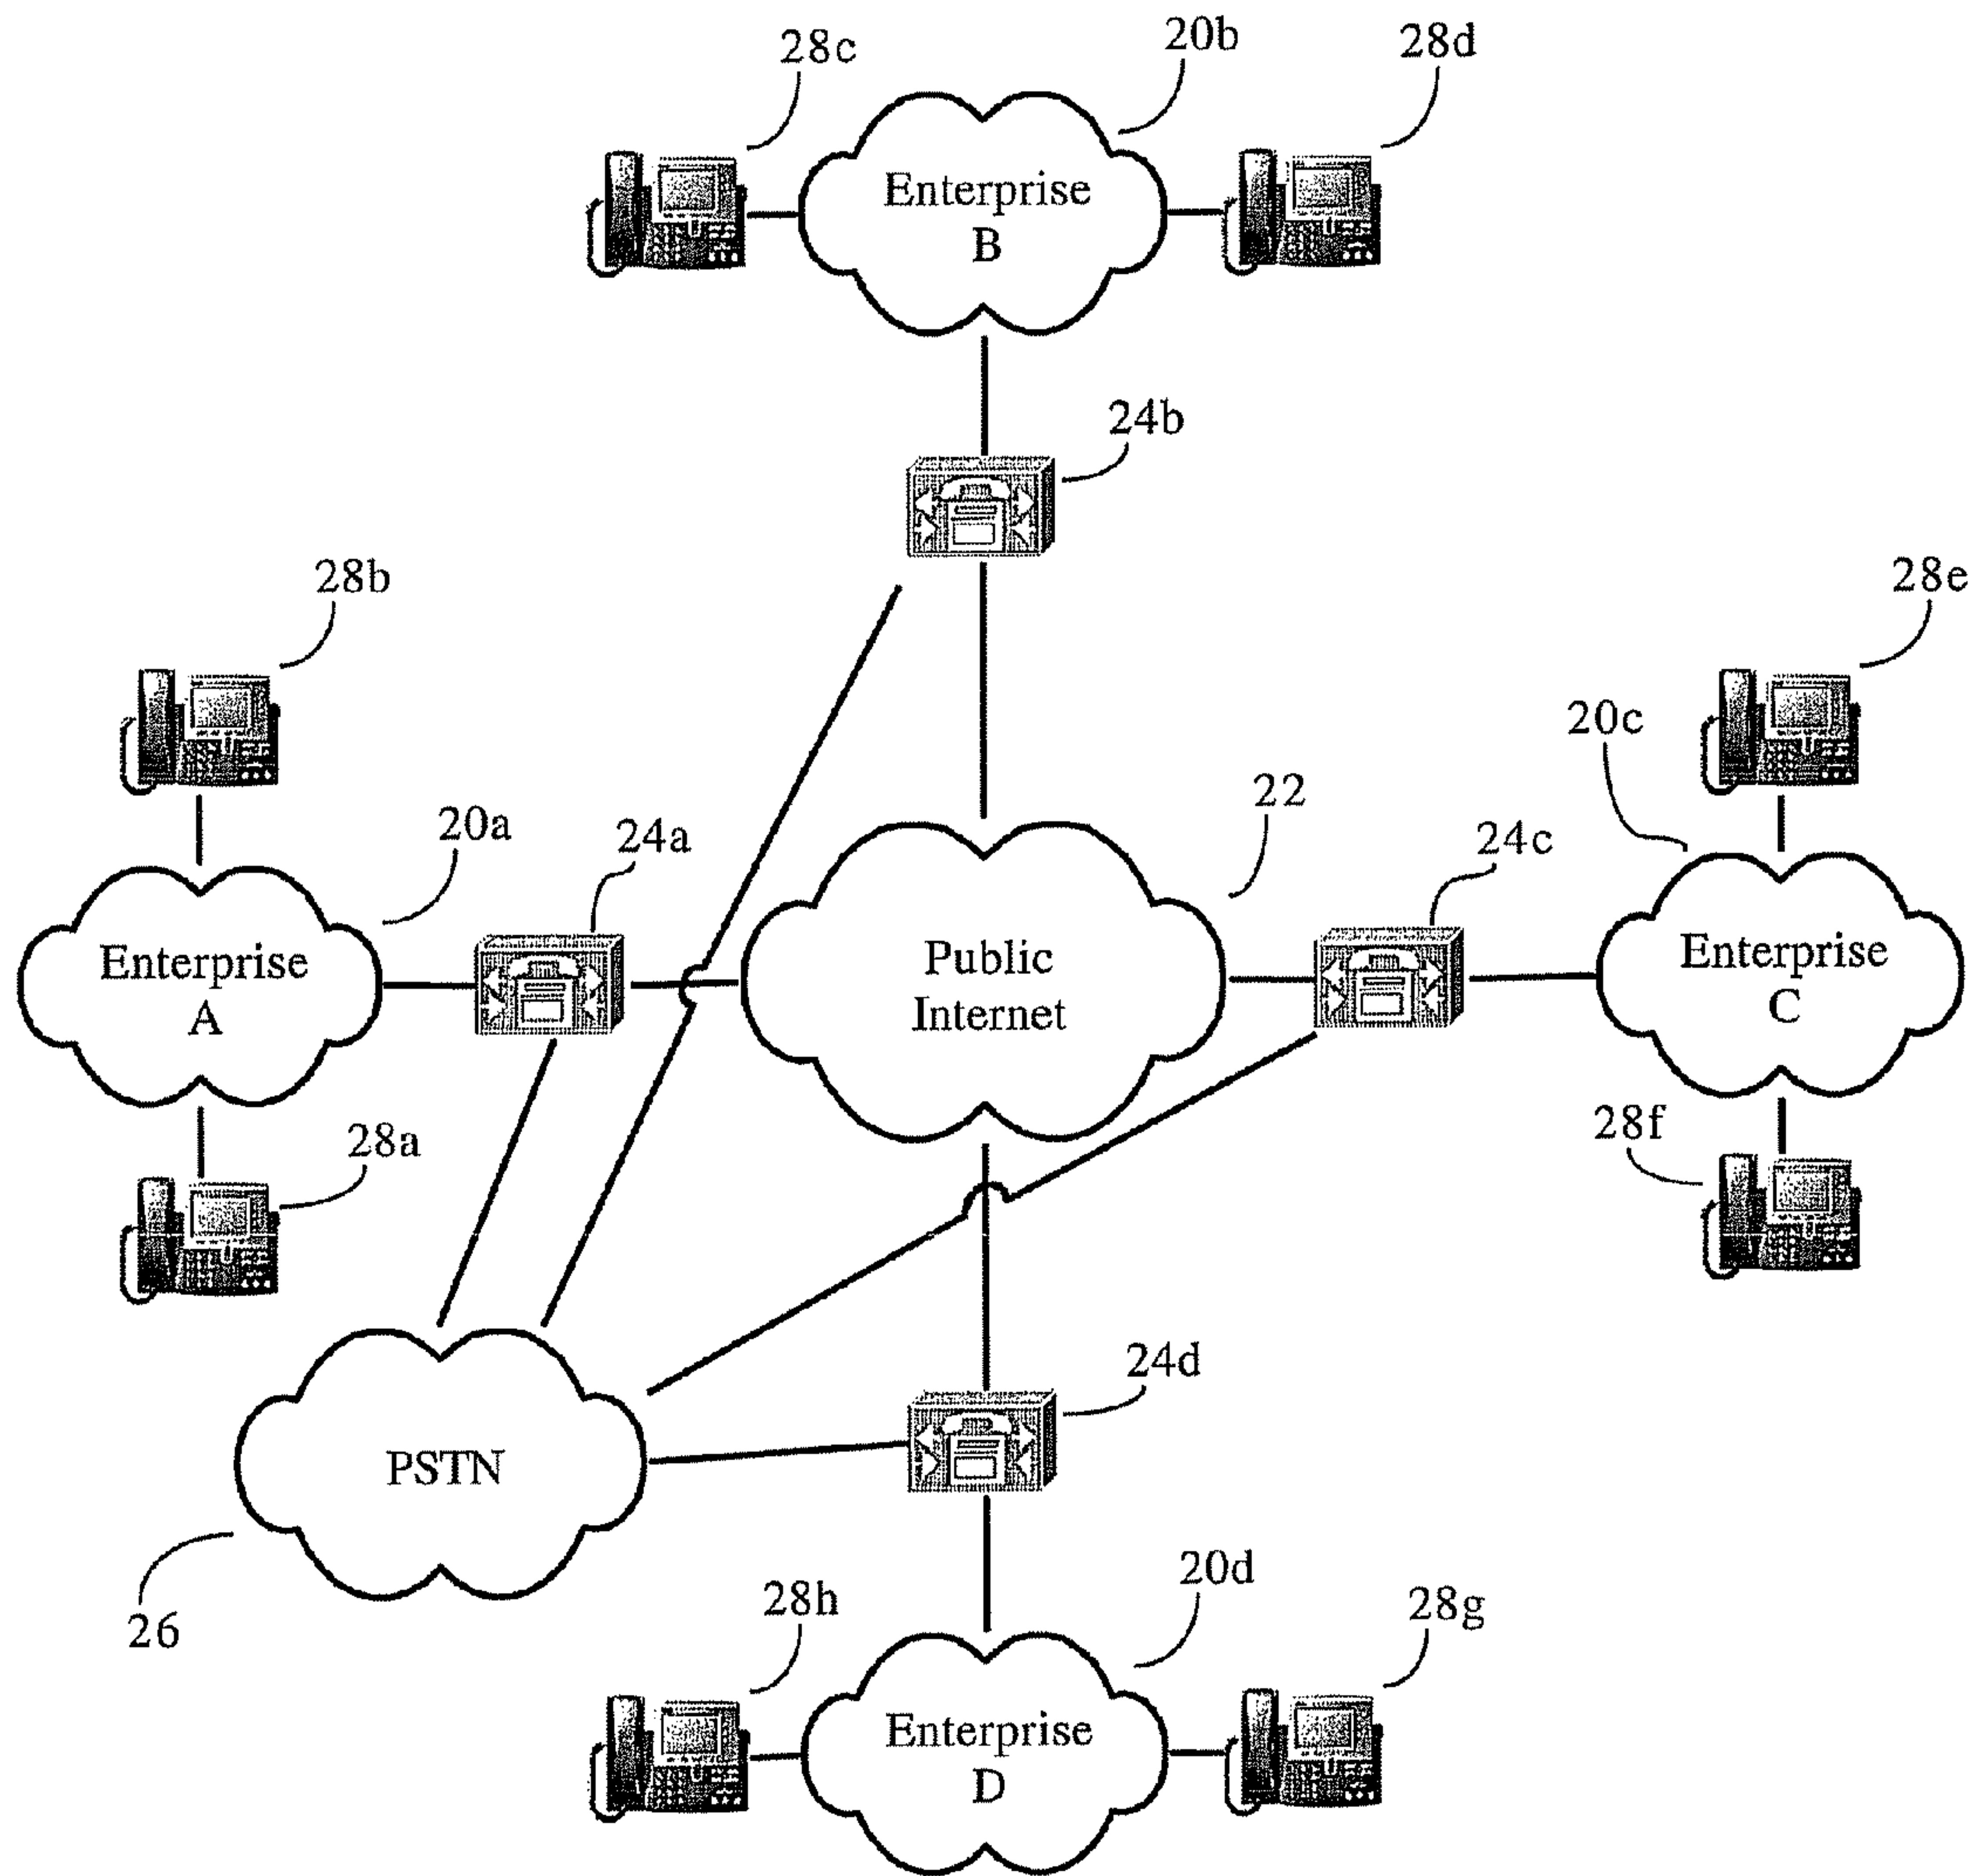 28c
20b
28d
Enterprise
B
24b
28b
28e
20c
20a
24a
22
24c
Enterprise
A
Public
Internet
Enterprise
C
28a
28f
24d
PSTN
26
28h
20d
28g
Enterprise
D